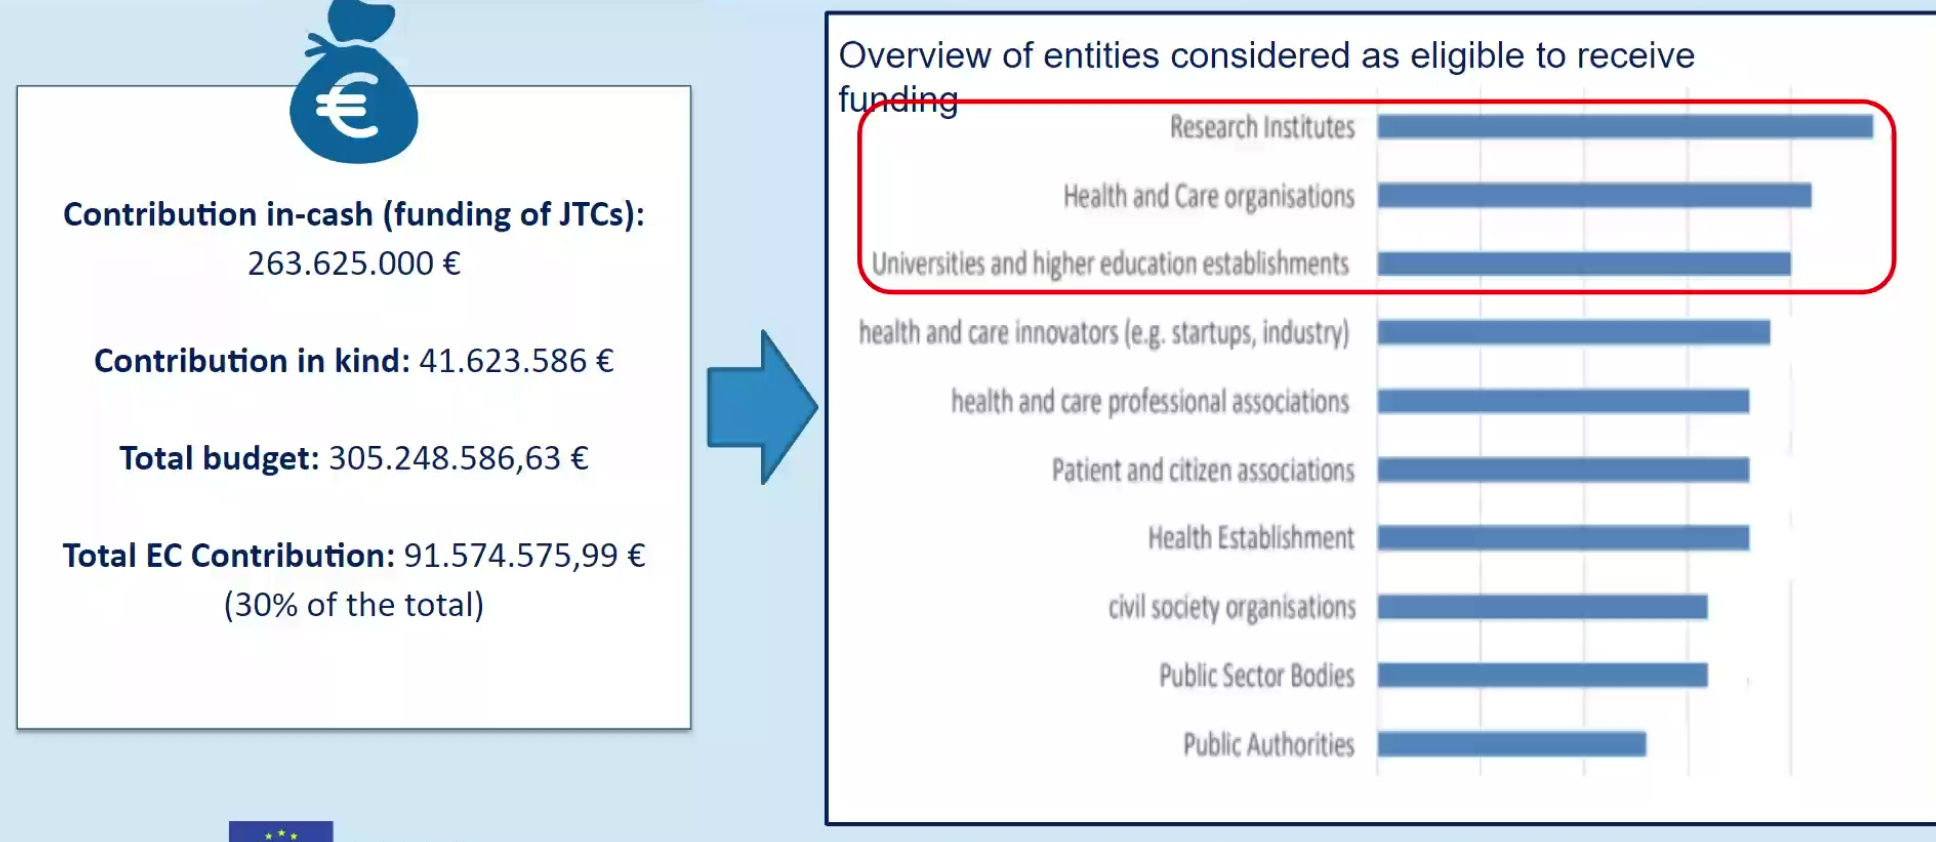 €
Contribution in-cash (funding of JTCs):
263.625.000 €
Contribution in kind: 41.623.586 €
Total budget: 305.248.586,63 €
Total EC Contribution: 91.574.575,99 €
(30% of the total)
Overview of entities considered as eligible to receive
funding
Research Institutes
Health and Care organisations
Universities and higher education establishments
health and care innovators (e.g. startups, industry)
health and care professional associations
Patient and citizen associations
Health Establishment
civil society organisations
Public Sector Bodies
Public Authorities